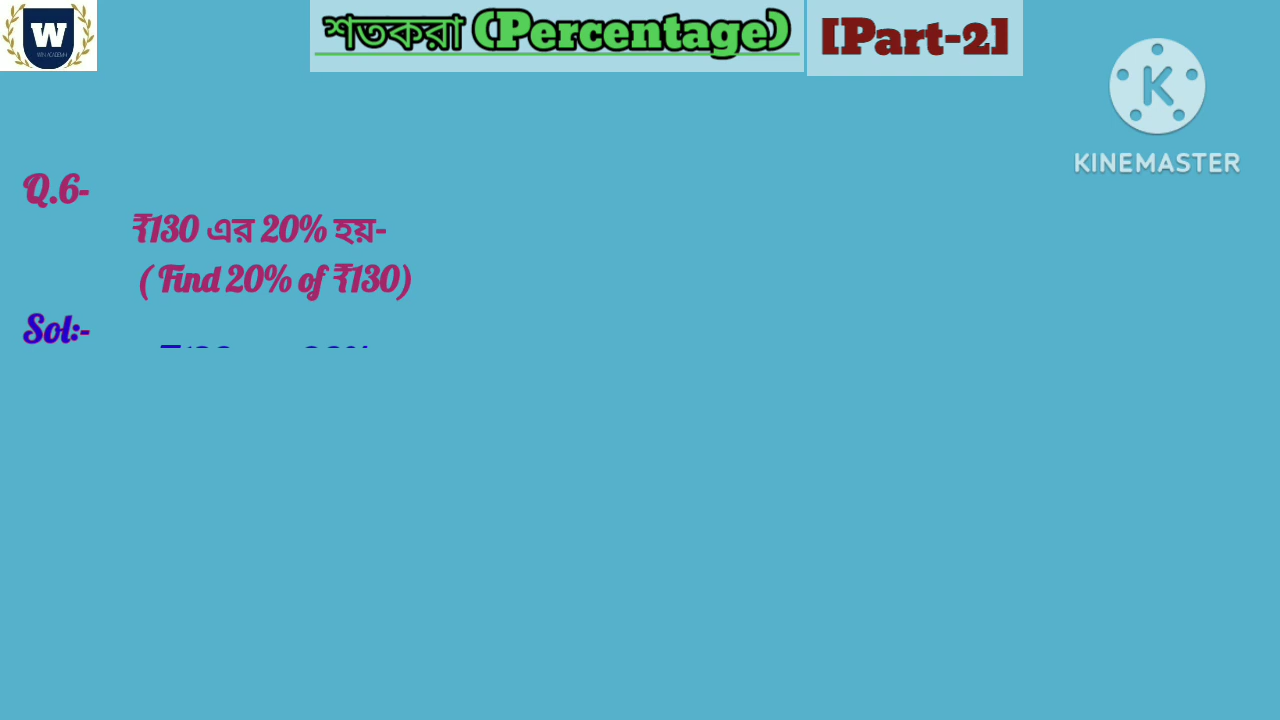 W
শতকরা (Percentage)
[Part-2]
K
KINEMASTER
Q.6-
₹130 এর 20% হয়-
( Find 20% of ₹130)
Sol:-